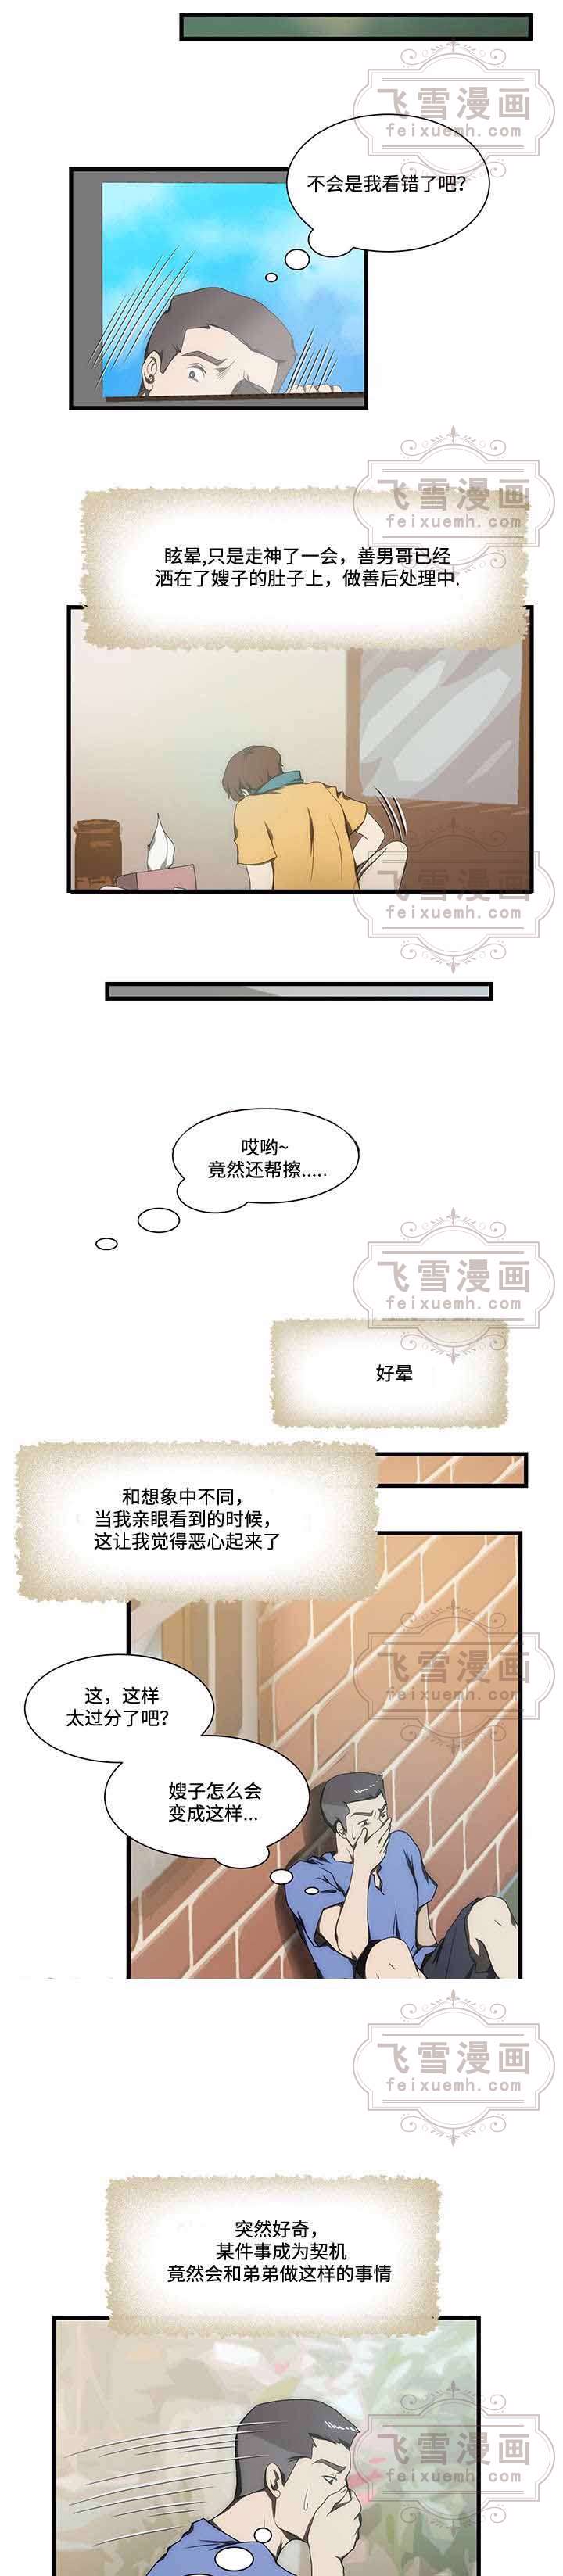 飞雪漫画
feixuemh.com
不会是我看错了吧?
飞雪漫画
feixuemh.com
眩晕,只是走神了一会，善男哥已经
洒在了嫂子的肚子上，做善后处理中.
飞雪漫画
feixuemh.com
哎哟~
竟然还帮擦.....
飞雪漫画
feixuemh.com
好晕
和想象中不同，
当我亲眼看到的时候，
这让我觉得恶心起来了
飞雪漫画
feixuemh.com
这，这样
太过分了吧?
嫂子怎么会
变成这样...
飞雪漫画
feixuemh.com
突然好奇，
某件事成为契机
竟然会和弟弟做这样的事情
飞雪漫画
feixuemh.com